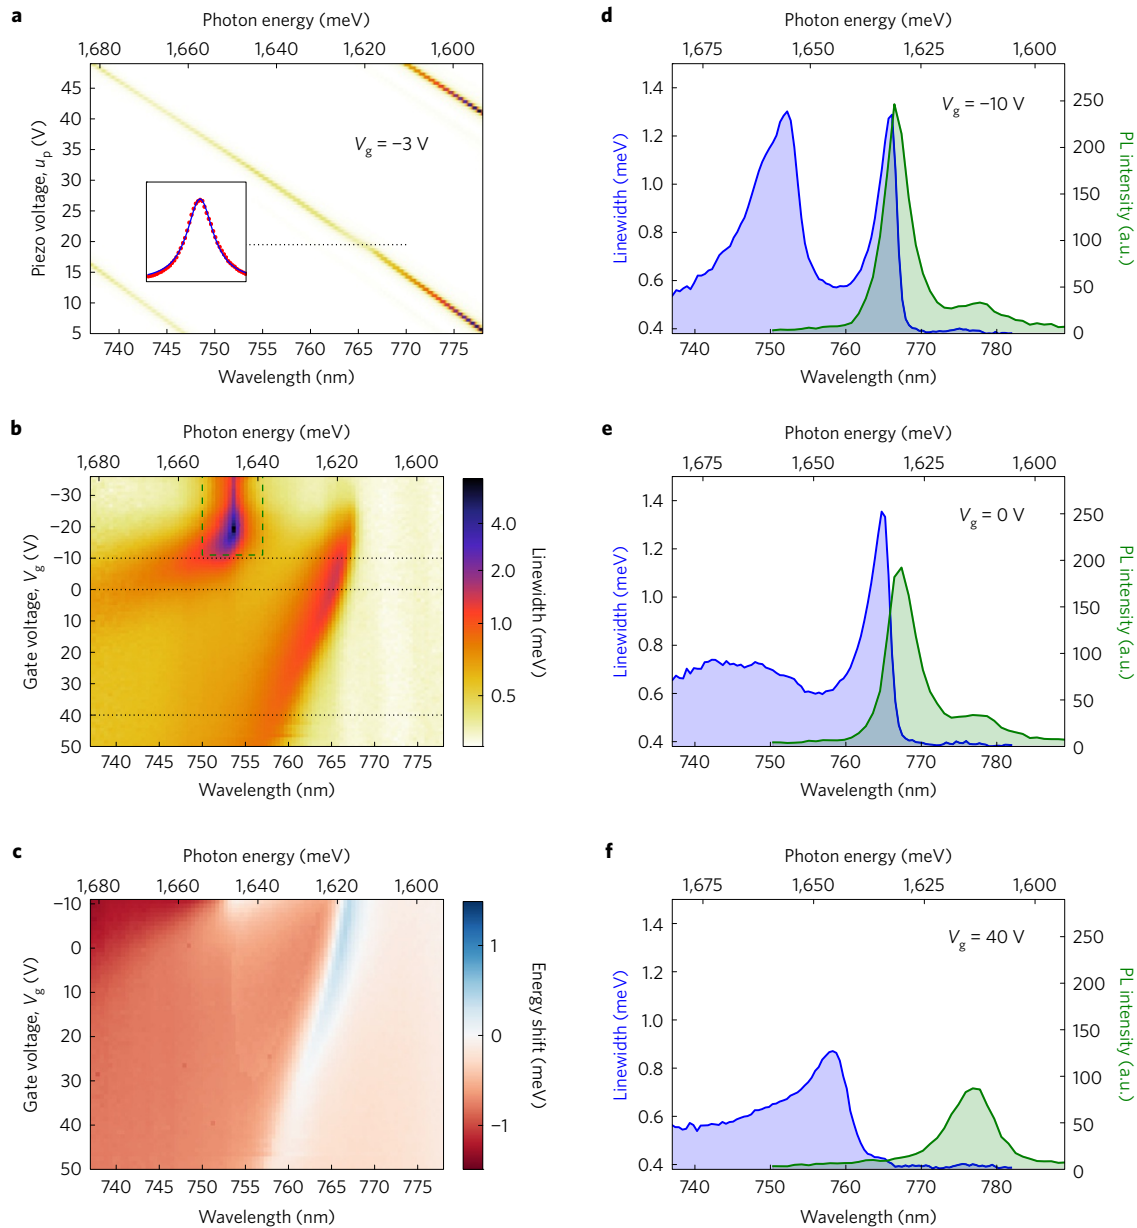 a
Photon energy (meV)
1,680 1,660 1,640 1,620 1,600
45
40
35
30
25
20
15
10
5
Piezo voltage, uₚ (V)
V_g = −3 V
740 745 750 755 760 765 770 775
Wavelength (nm)
b
Photon energy (meV)
1,680 1,660 1,640 1,620 1,600
−30
−20
−10
0
10
20
30
40
50
Gate voltage, V_g (V)
4.0
2.0
1.0
0.5
Linewidth (meV)
740 745 750 755 760 765 770 775
Wavelength (nm)
c
Photon energy (meV)
1,680 1,660 1,640 1,620 1,600
−10
0
10
20
30
40
50
Gate voltage, V_g (V)
1
0
−1
Energy shift (meV)
740 745 750 755 760 765 770 775
Wavelength (nm)
d
Photon energy (meV)
1,675 1,650 1,625 1,600
1.4
1.2
1.0
0.8
0.6
0.4
Linewidth (meV)
V_g = −10 V
250
200
150
100
50
0
PL intensity (a.u.)
740 750 760 770 780
Wavelength (nm)
e
Photon energy (meV)
1,675 1,650 1,625 1,600
1.4
1.2
1.0
0.8
0.6
0.4
Linewidth (meV)
V_g = 0 V
250
200
150
100
50
0
PL intensity (a.u.)
740 750 760 770 780
Wavelength (nm)
f
Photon energy (meV)
1,675 1,650 1,625 1,600
1.4
1.2
1.0
0.8
0.6
0.4
Linewidth (meV)
V_g = 40 V
250
200
150
100
50
0
PL intensity (a.u.)
740 750 760 770 780
Wavelength (nm)